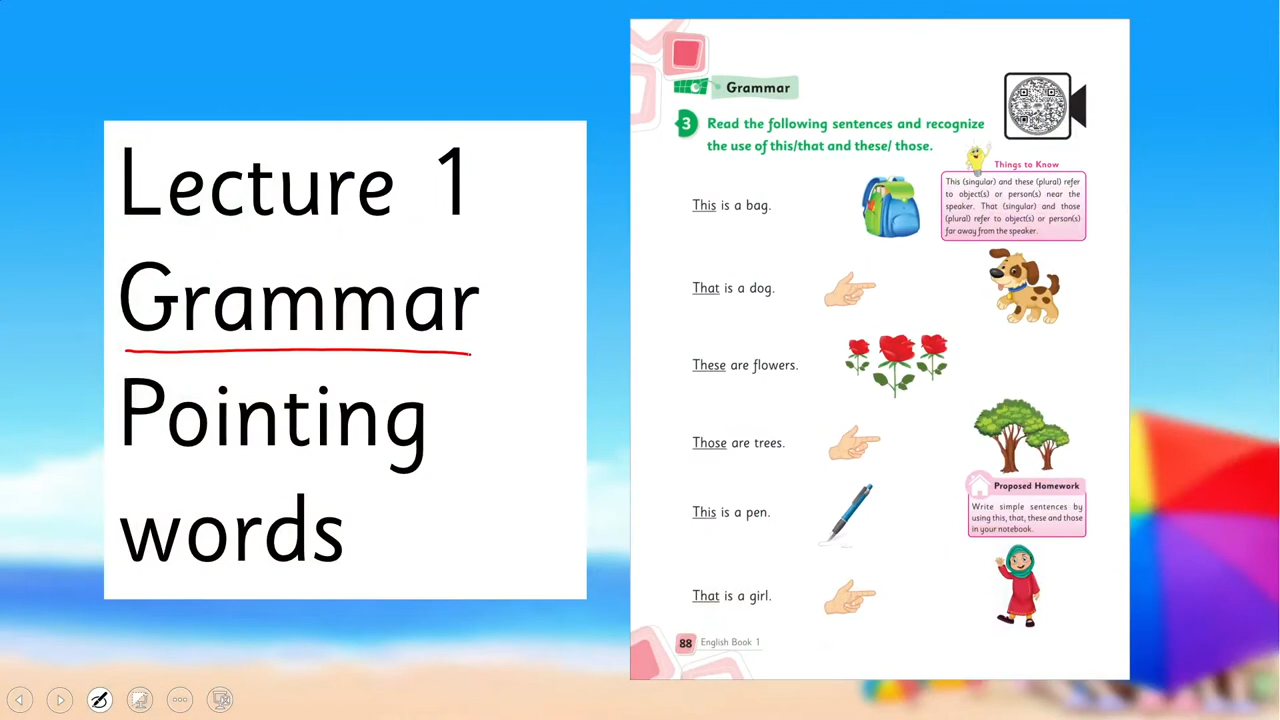 Lecture 1
Grammar
Pointing
words
Grammar
3 Read the following sentences and recognize
the use of this/that and these/ those.
Things to Know
This (singular) and these (plural) refer
to object(s) or person(s) near the
speaker. That (singular) and those
(plural) refer to object(s) or person(s)
far away from the speaker.
This is a bag.
That is a dog.
These are flowers.
Those are trees.
Proposed Homework
Write simple sentences by
using this, that, these and those
in your notebook.
This is a pen.
That is a girl.
88 English Book 1